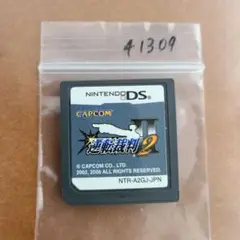 41309
NINTENDO DS
CAPCOM
逆転裁判2
© CAPCOM CO., LTD.
2002, 2006 ALL RIGHTS RESERVED.
NTR-A2GJ-JPN